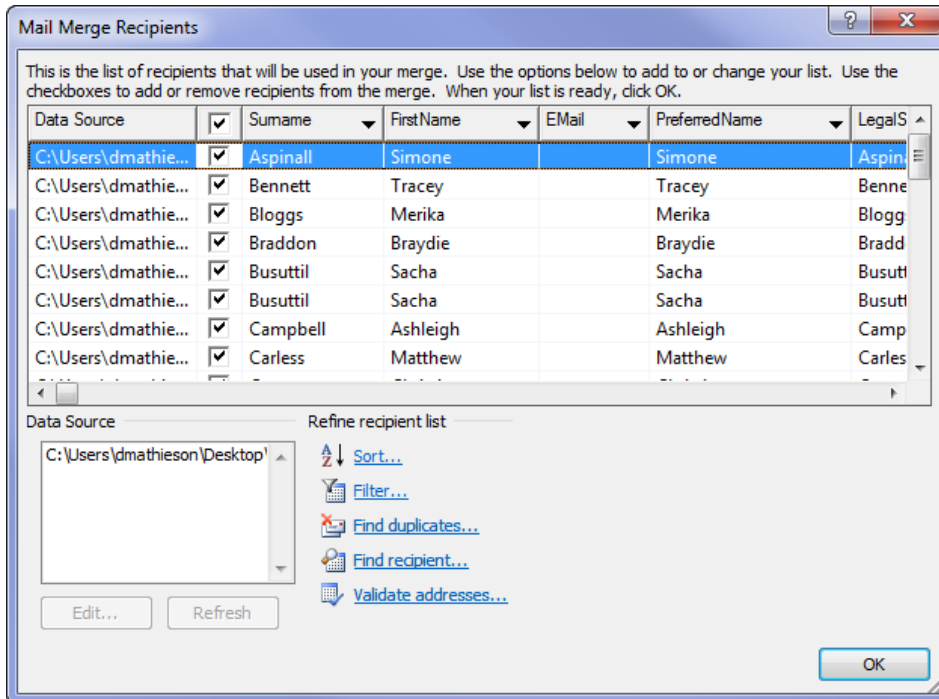 Mail Merge Recipients
This is the list of recipients that will be used in your merge. Use the options below to add to or change your list. Use the
checkboxes to add or remove recipients from the merge. When your list is ready, click OK.
Data Source Surname FirstName EMail PreferredName LegalS
C:\Users\dmathie... Aspinall Simone Simone Aspina
C:\Users\dmathie... Bennett Tracey Tracey Benne
C:\Users\dmathie... Bloggs Merika Merika Blogg
C:\Users\dmathie... Braddon Braydie Braydie Bradd
C:\Users\dmathie... Busuttil Sacha Sacha Busutt
C:\Users\dmathie... Busuttil Sacha Sacha Busutt
C:\Users\dmathie... Campbell Ashleigh Ashleigh Camp
C:\Users\dmathie... Carless Matthew Matthew Carles
Data Source Refine recipient list
C:\Users\dmathieson\Desktop\
Sort...
Filter...
Find duplicates...
Find recipient...
Validate addresses...
Edit... Refresh
OK